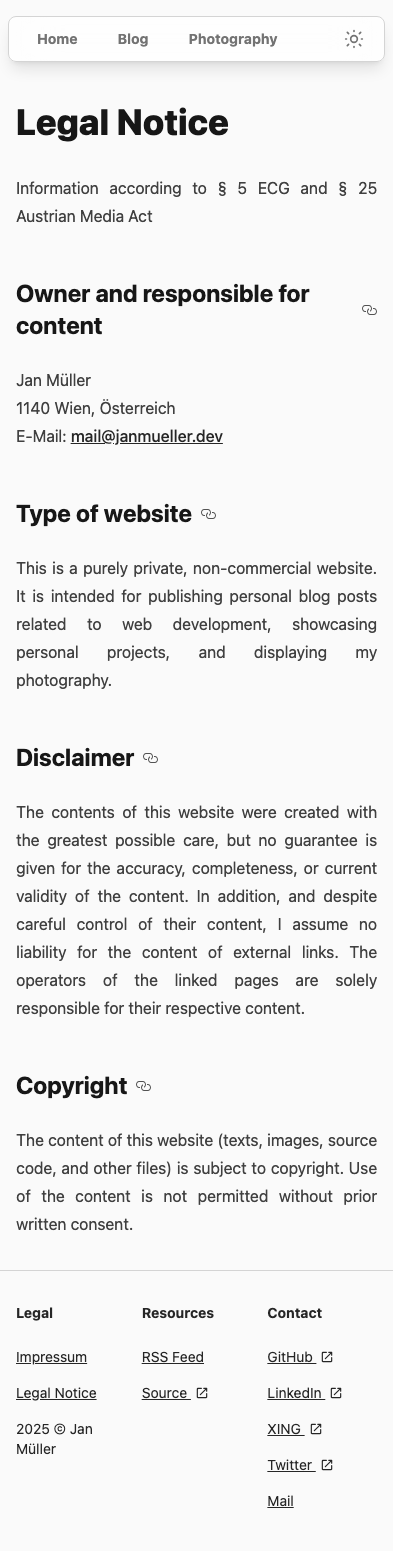 Home Blog Photography
Legal Notice
Information according to § 5 ECG and § 25
Austrian Media Act
Owner and responsible for
content
Jan Müller
1140 Wien, Österreich
E-Mail: mail@janmueller.dev
Type of website
This is a purely private, non-commercial website.
It is intended for publishing personal blog posts
related to web development, showcasing
personal projects, and displaying my
photography.
Disclaimer
The contents of this website were created with
the greatest possible care, but no guarantee is
given for the accuracy, completeness, or current
validity of the content. In addition, and despite
careful control of their content, I assume no
liability for the content of external links. The
operators of the linked pages are solely
responsible for their respective content.
Copyright
The content of this website (texts, images, source
code, and other files) is subject to copyright. Use
of the content is not permitted without prior
written consent.
Legal
Impressum
Legal Notice
2025 © Jan
Müller
Resources
RSS Feed
Source
Contact
GitHub
LinkedIn
XING
Twitter
Mail